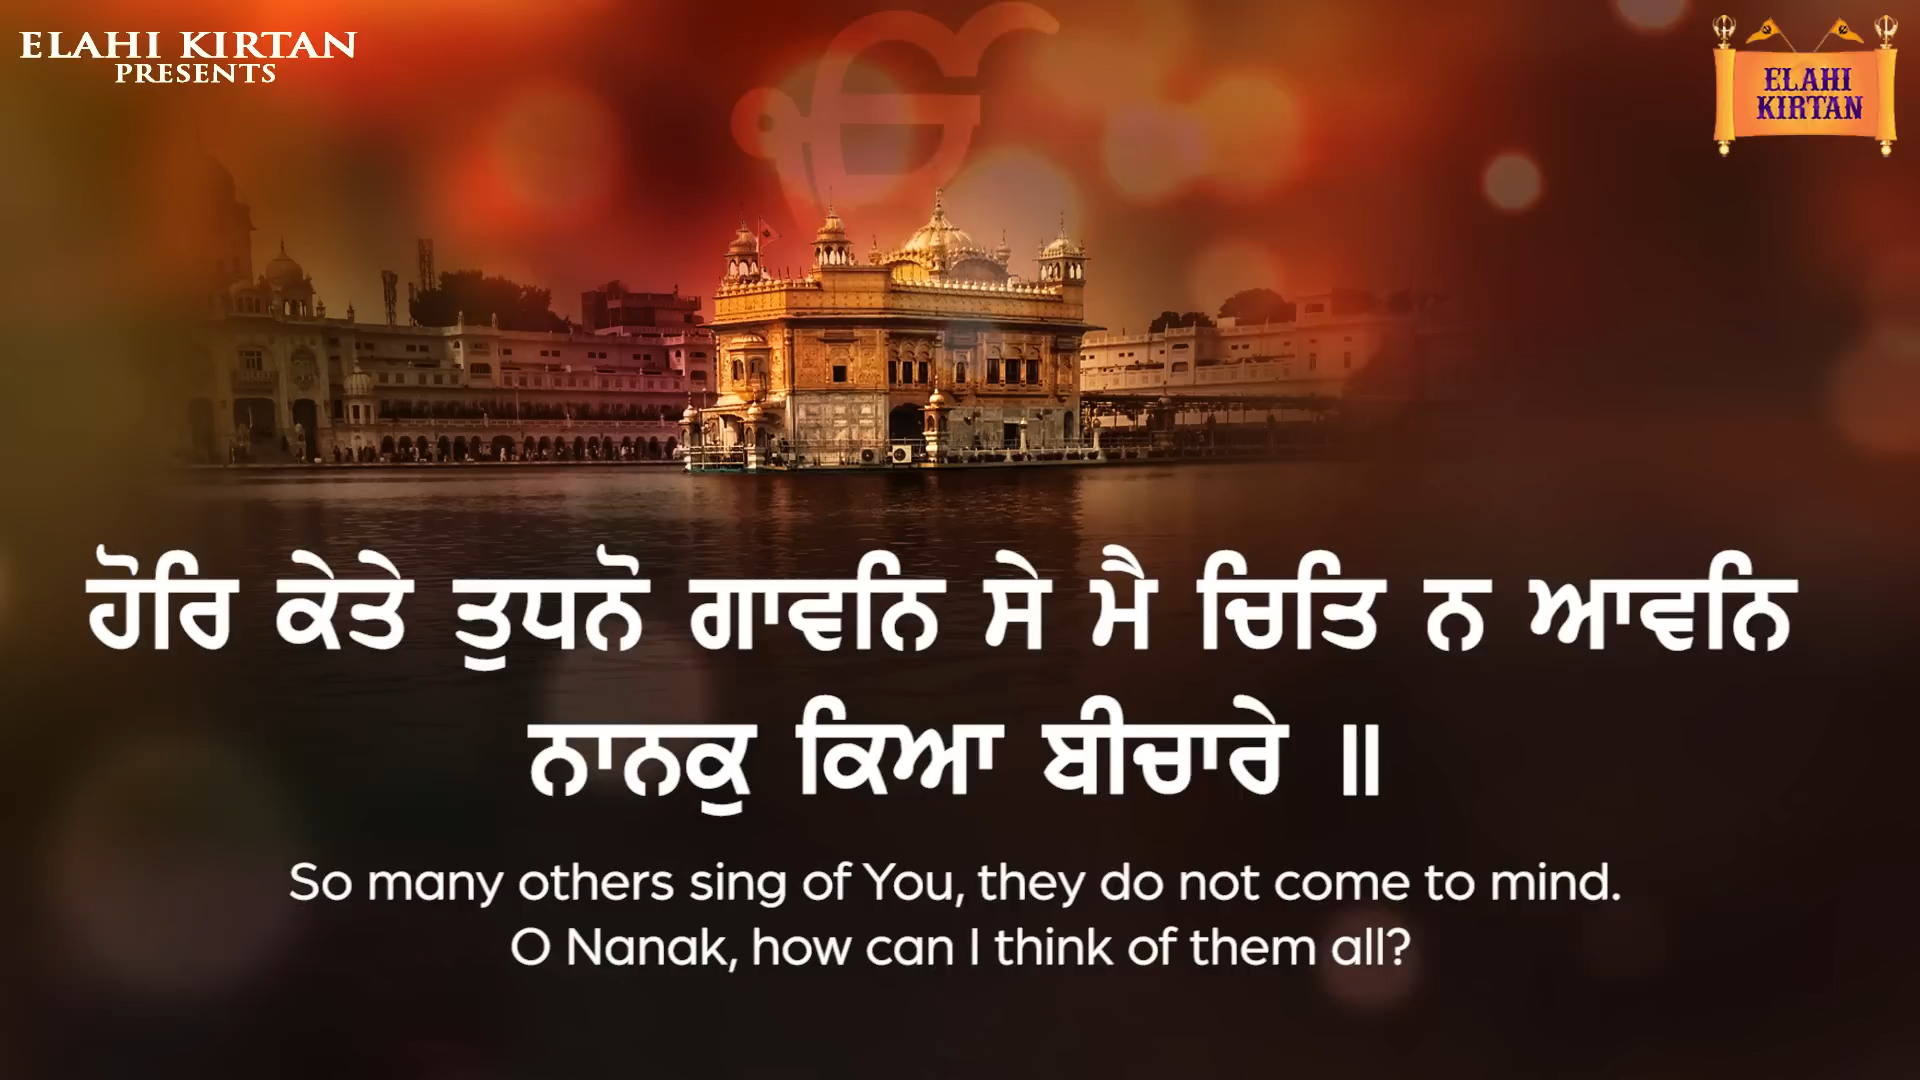 ELAHI KIRTAN
PRESENTS
ELAHI
KIRTAN
ੴ
ਹੋਰਿ ਕੇਤੇ ਤੁਧਨੋ ਗਾਵਨਿ ਸੇ ਮੈ ਚਿਤਿ ਨ ਆਵਨਿ
ਨਾਨਕੁ ਕਿਆ ਬੀਚਾਰੇ ॥
So many others sing of You, they do not come to mind.
O Nanak, how can I think of them all?